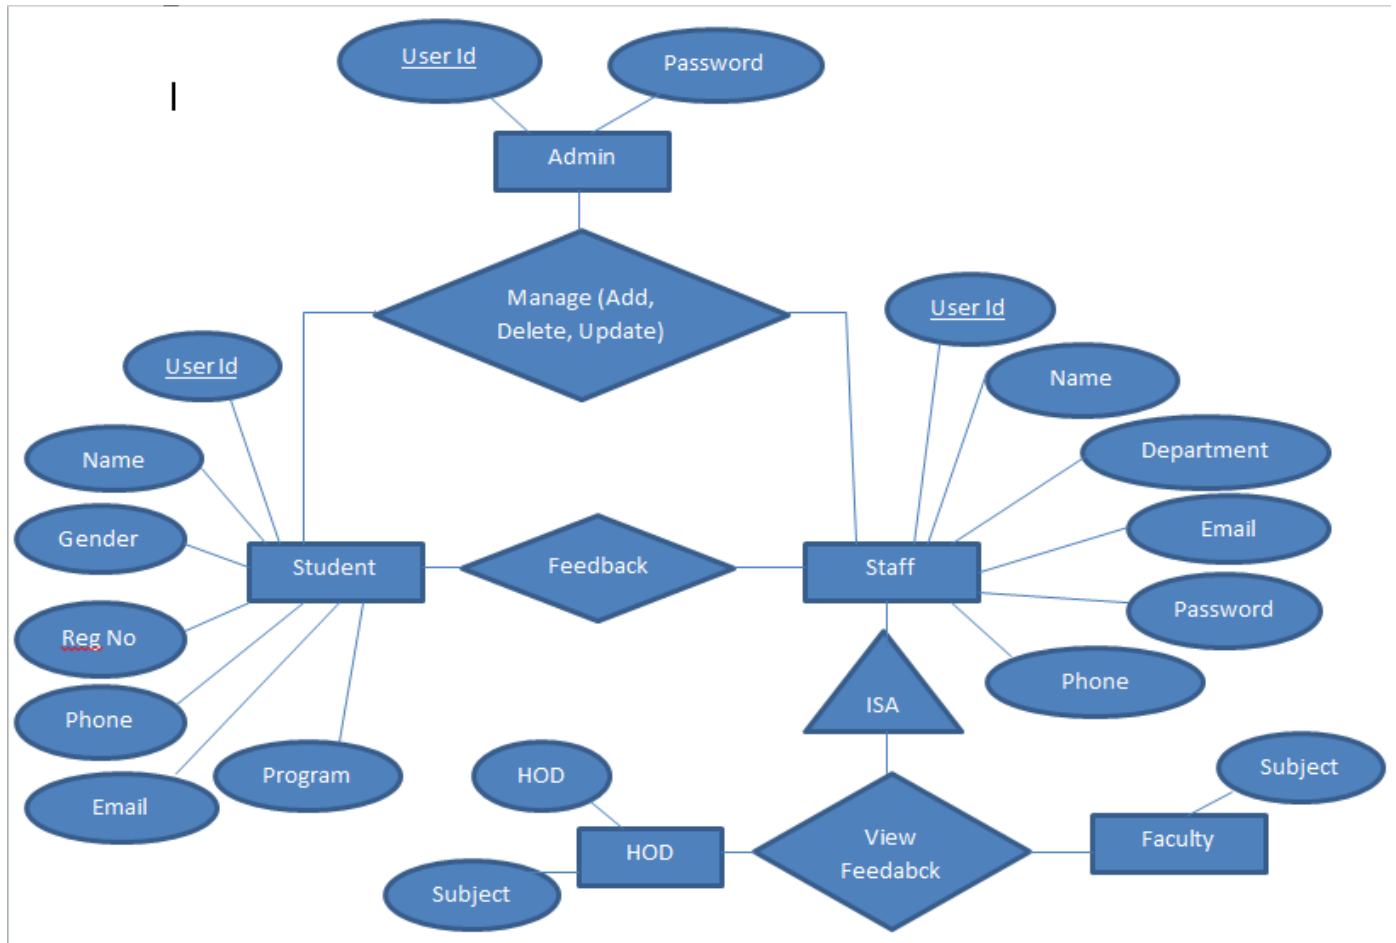 User Id
Password
Admin
Manage (Add,
Delete, Update)
User Id
Name
Department
Email
Password
Phone
User Id
Name
Gender
Reg No
Phone
Email
Program
Student
Feedback
Staff
ISA
HOD
HOD
Subject
View
Feedabck
Faculty
Subject